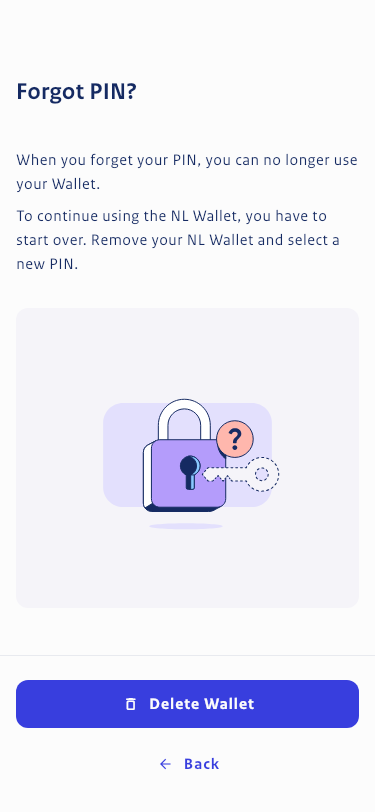 Forgot PIN?
When you forget your PIN, you can no longer use
your Wallet.
To continue using the NL Wallet, you have to
start over. Remove your NL Wallet and select a
new PIN.
?
Delete Wallet
Back